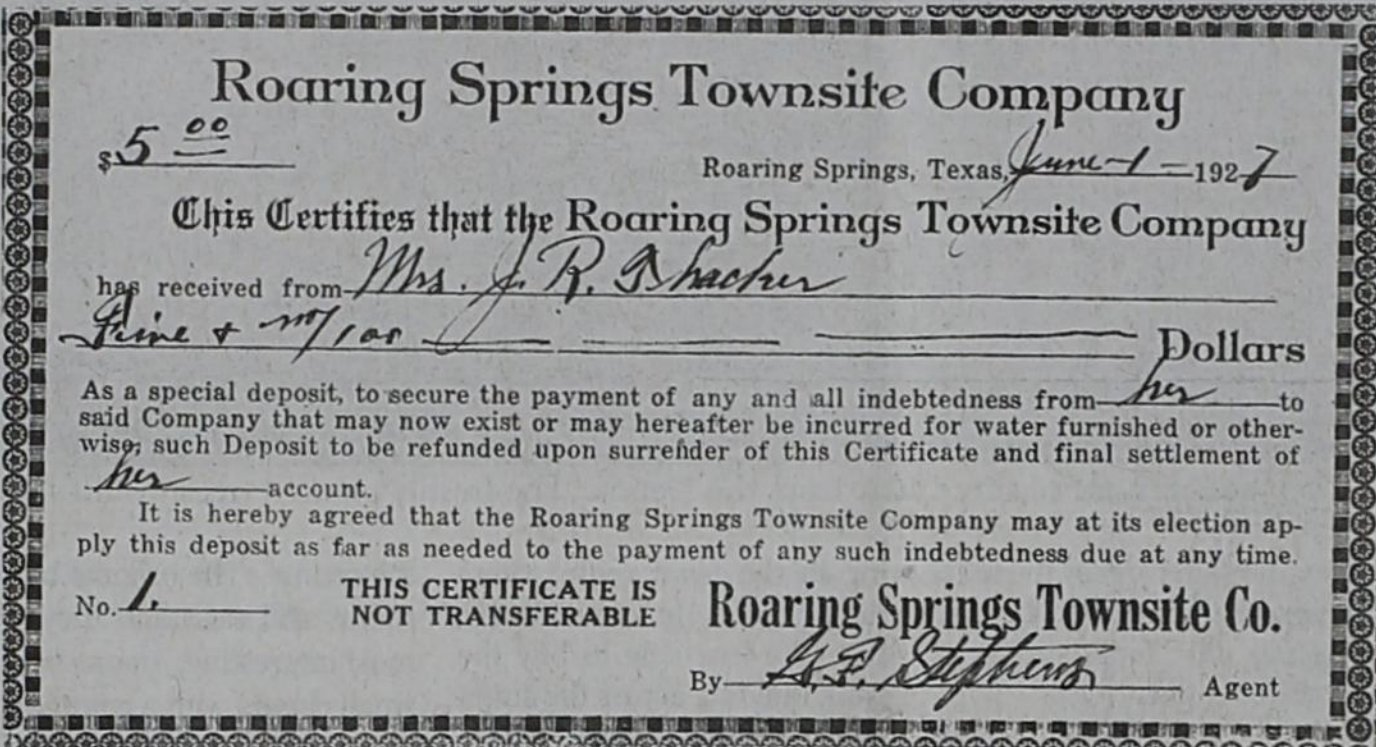 Roaring Springs Townsite Company
$5 00
Roaring Springs, Texas, June 1 - 1927
This Certifies that the Roaring Springs Townsite Company
has received from Mrs. J. R. Thacker
Five & no/100 Dollars
As a special deposit, to secure the payment of any and all indebtedness from her to
said Company that may now exist or may hereafter be incurred for water furnished or other-
wise, such Deposit to be refunded upon surrender of this Certificate and final settlement of
her account.
It is hereby agreed that the Roaring Springs Townsite Company may at its election ap-
ply this deposit as far as needed to the payment of any such indebtedness due at any time.
No. 1.
THIS CERTIFICATE IS
NOT TRANSFERABLE
Roaring Springs Townsite Co.
By Stephens Agent